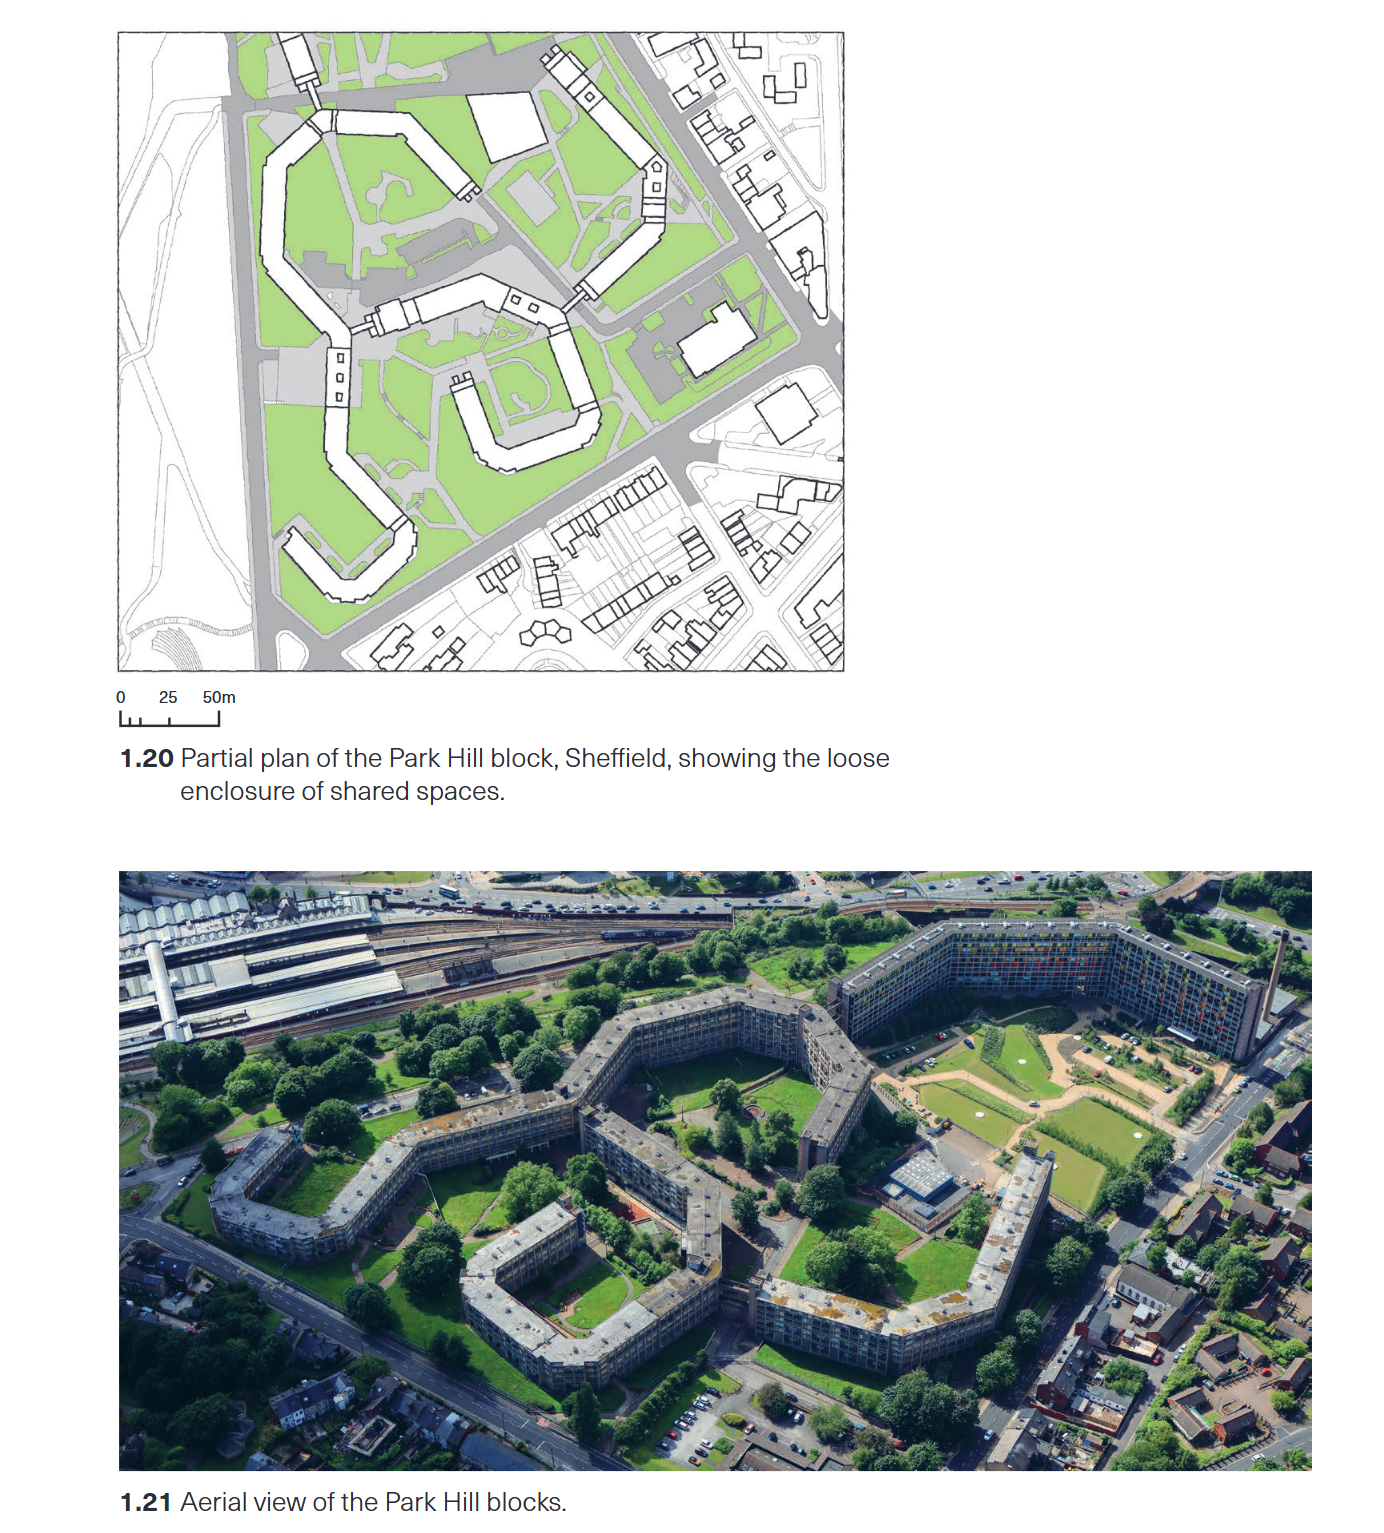 0 25 50m
1.20 Partial plan of the Park Hill block, Sheffield, showing the loose
enclosure of shared spaces.
1.21 Aerial view of the Park Hill blocks.